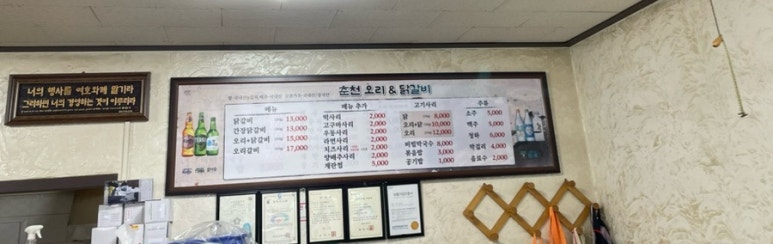 너의 행사를 여호와께 맡기라
그리하면 너의 경영하는 것이 이루리라
춘천 오리 & 닭갈비
메뉴
닭갈비 13,000
간장닭갈비 13,000
오리+닭갈비 15,000
오리갈비 17,000
메뉴 추가
떡사리 2,000
고구마사리 2,000
우동사리 2,000
라면사리 2,000
치즈사리 2,000
양배추사리 2,000
계란찜 5,000
고기사리
닭 8,000
오리+닭 10,000
오리 12,000
비빔막국수 8,000
볶음밥 3,000
공기밥 1,000
주류
소주 5,000
맥주 5,000
청하 6,000
막걸리 4,000
음료수 2,000